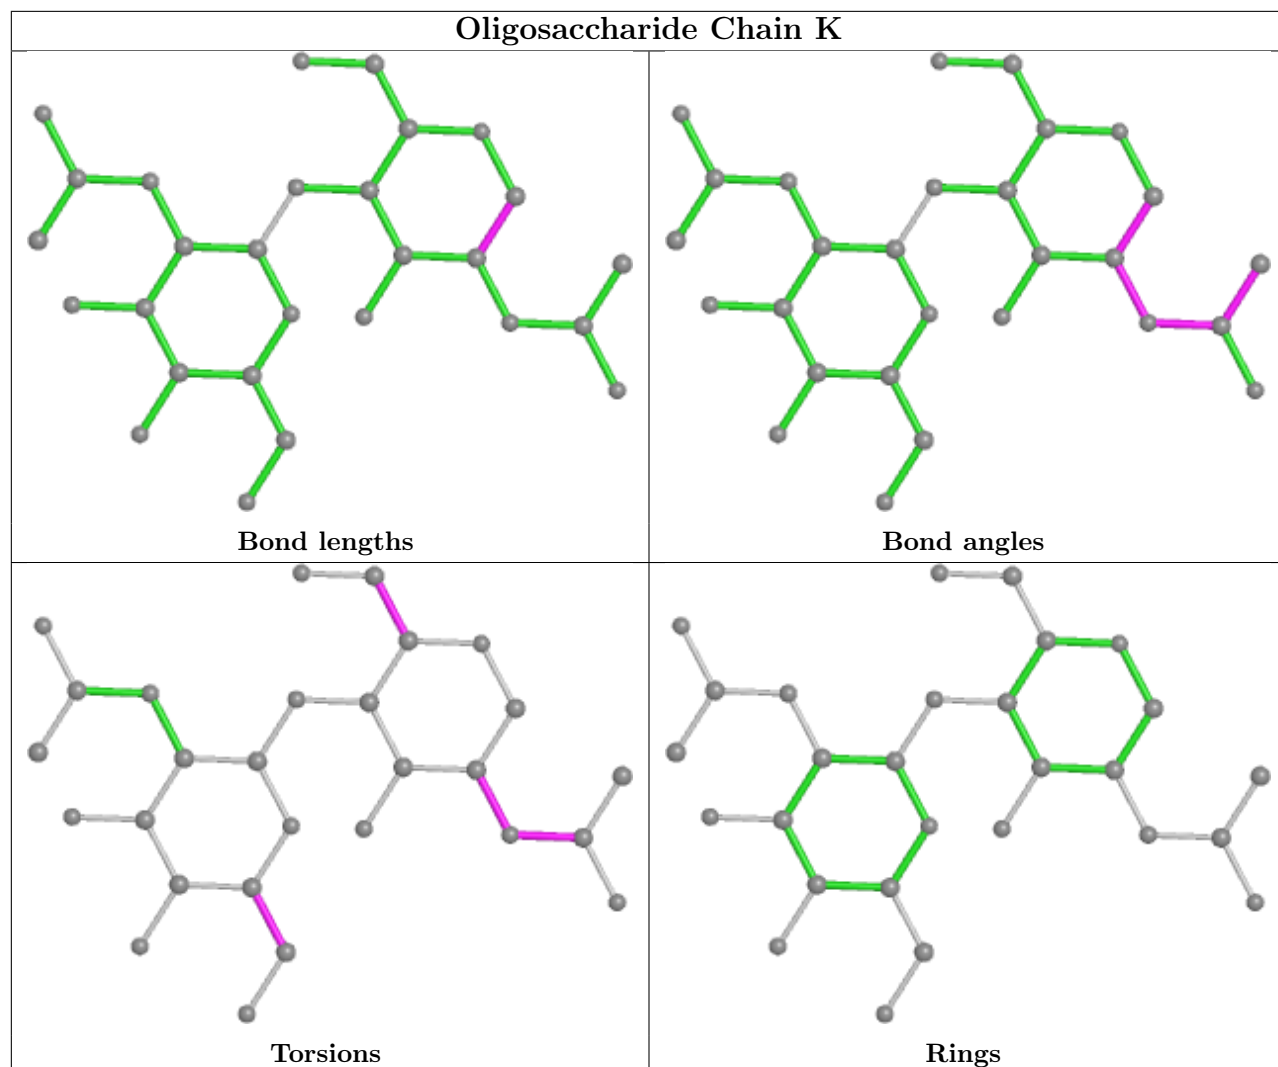 Oligosaccharide Chain K
Bond lengths
Bond angles
Torsions
Rings